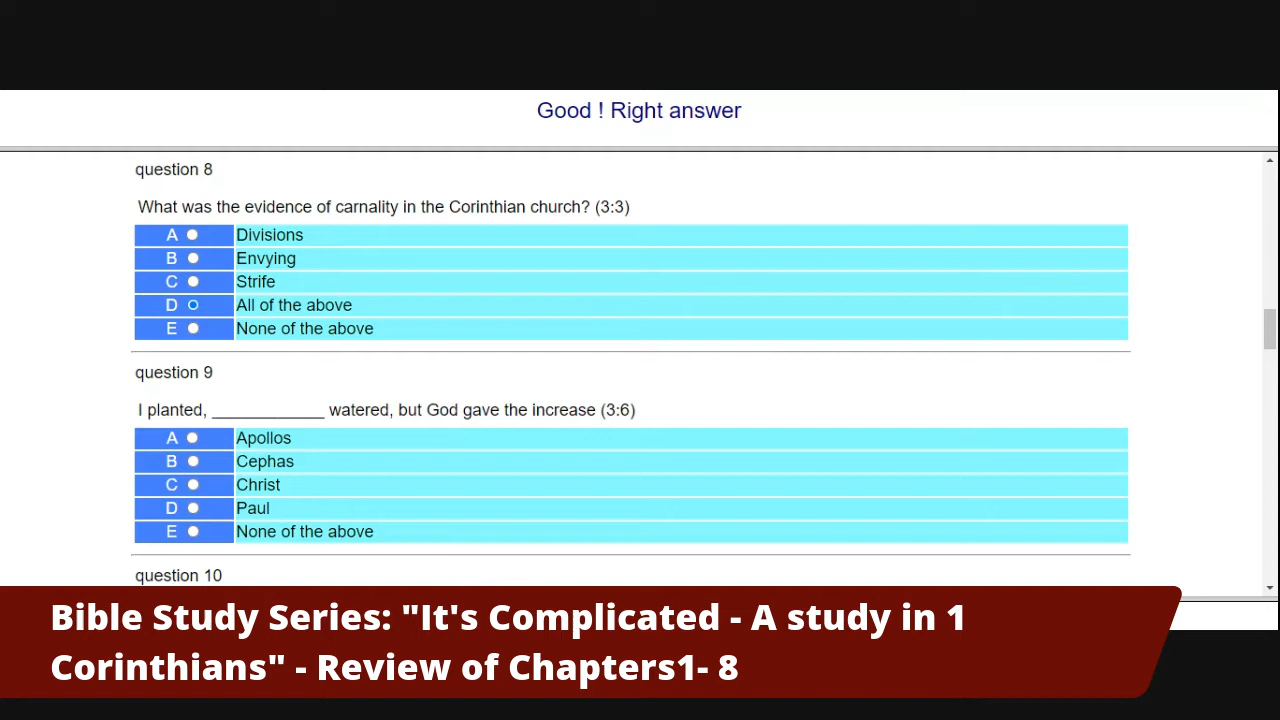 Good ! Right answer
question 8
What was the evidence of carnality in the Corinthian church? (3:3)
A Divisions
B Envying
C Strife
D All of the above
E None of the above
question 9
I planted, ____________ watered, but God gave the increase (3:6)
A Apollos
B Cephas
C Christ
D Paul
E None of the above
question 10
Bible Study Series: "It's Complicated - A study in 1
Corinthians" - Review of Chapters1- 8